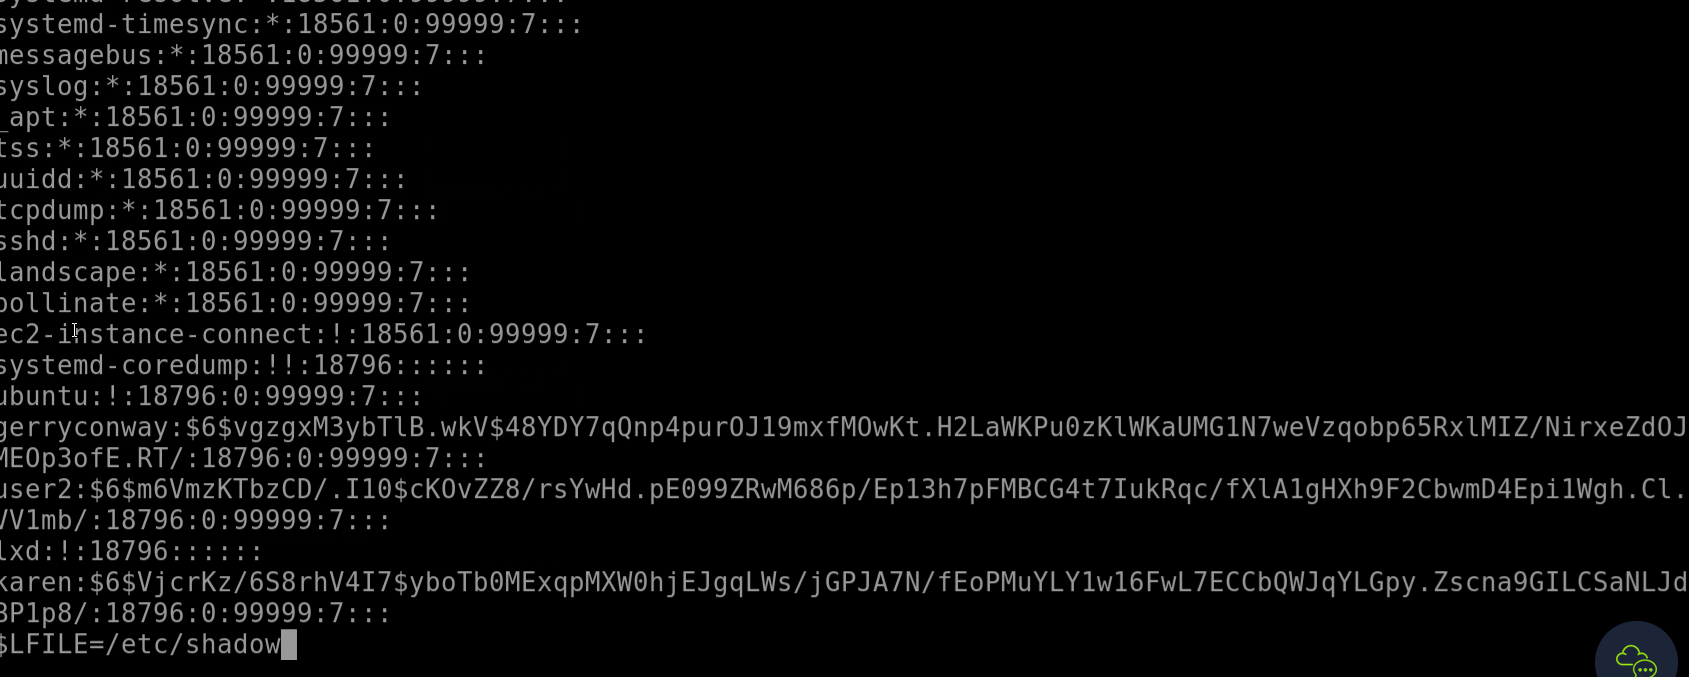 systemd-timesync:*:18561:0:99999:7:::
messagebus:*:18561:0:99999:7:::
syslog:*:18561:0:99999:7:::
_apt:*:18561:0:99999:7:::
tss:*:18561:0:99999:7:::
uuidd:*:18561:0:99999:7:::
tcpdump:*:18561:0:99999:7:::
sshd:*:18561:0:99999:7:::
landscape:*:18561:0:99999:7:::
pollinate:*:18561:0:99999:7:::
ec2-instance-connect:!:18561:0:99999:7:::
systemd-coredump:!!:18796::::::
ubuntu:!:18796:0:99999:7:::
gerryconway:$6$vgzgxM3ybTlB.wkV$48YDY7qQnp4purOJ19mxfMOwKt.H2LaWKPu0zKlWKaUMG1N7weVzqobp65RxlMIZ/NirxeZdOJ
MEOp3ofE.RT/:18796:0:99999:7:::
user2:$6$m6VmzKTbzCD/.I10$cKOvZZ8/rsYwHd.pE099ZRwM686p/Ep13h7pFMBCG4t7IukRqc/fXlA1gHXh9F2CbwmD4Epi1Wgh.Cl.
VV1mb/:18796:0:99999:7:::
lxd:!:18796::::::
karen:$6$VjcrKz/6S8rhV4I7$yboTb0MExqpMXW0hjEJgqLWs/jGPJA7N/fEoPMuYLY1w16FwL7ECCbQWJqYLGpy.Zscna9GILCSaNLJd
BP1p8/:18796:0:99999:7:::
$LFILE=/etc/shadow